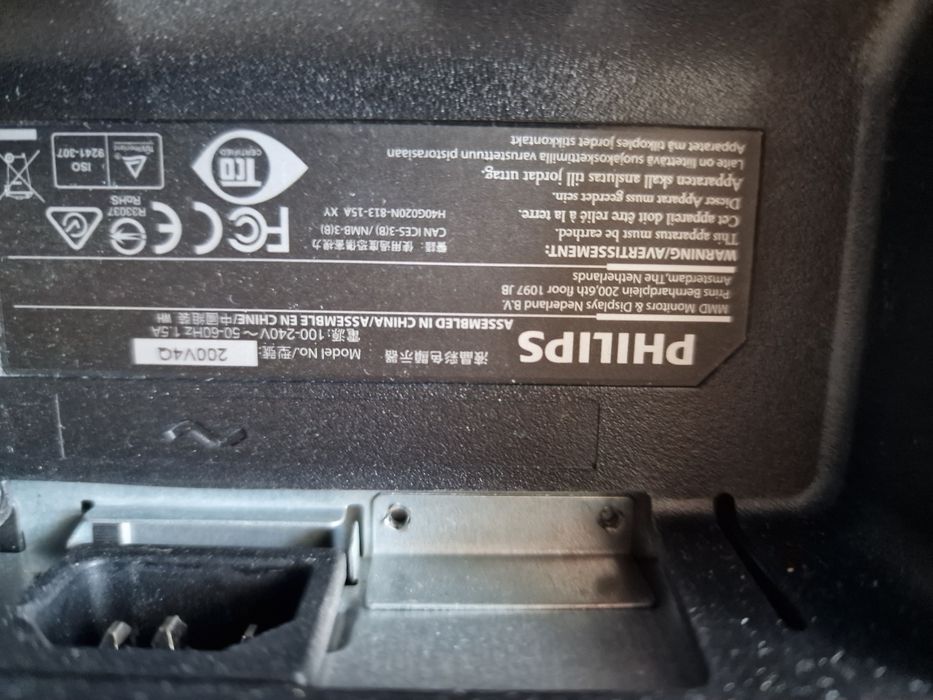 PHILIPS
液晶彩色顯示器
Model No./型號: 200V4Q
電源: 100-240V ~ 50-60Hz 1.5A
ASSEMBLED IN CHINA/ASSEMBLE EN CHINE/中國組裝
MMD Monitors & Displays Nederland B.V.
Prins Bernhardplein 200,6th floor 1097 JB
Amsterdam,The Netherlands
WARNING/AVERTISSEMENT:
This apparatus must be earthed.
Cet appareil doit être relié à la terre.
Dieser Apparat muss geerdet sein.
Apparaten skall anslutas till jordat uttag.
Laite on liitettävä suojakoskettimilla varustettuun pistorasiaan
Apparatet må tilkoples jordet stikkontakt
警語: 使用過度恐傷害視力
CAN ICES-3(B) /NMB-3(B)
H40G020N-813-15A XY
FC
CE
R33037
RoHS
TCO
CERTIFIED
TÜVRheinland
ISO
9241-307